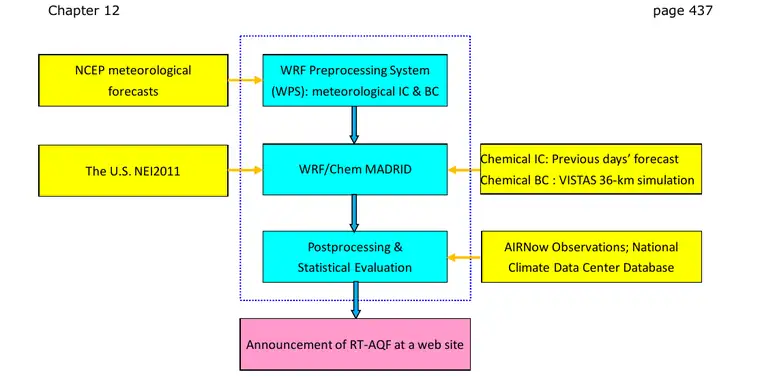 Chapter 12
page 437
NCEP meteorological
forecasts
WRF Preprocessing System
(WPS): meteorological IC & BC
The U.S. NEI2011
WRF/Chem MADRID
Chemical IC: Previous days’ forecast
Chemical BC : VISTAS 36-km simulation
Postprocessing &
Statistical Evaluation
AIRNow Observations; National
Climate Data Center Database
Announcement of RT-AQF at a web site